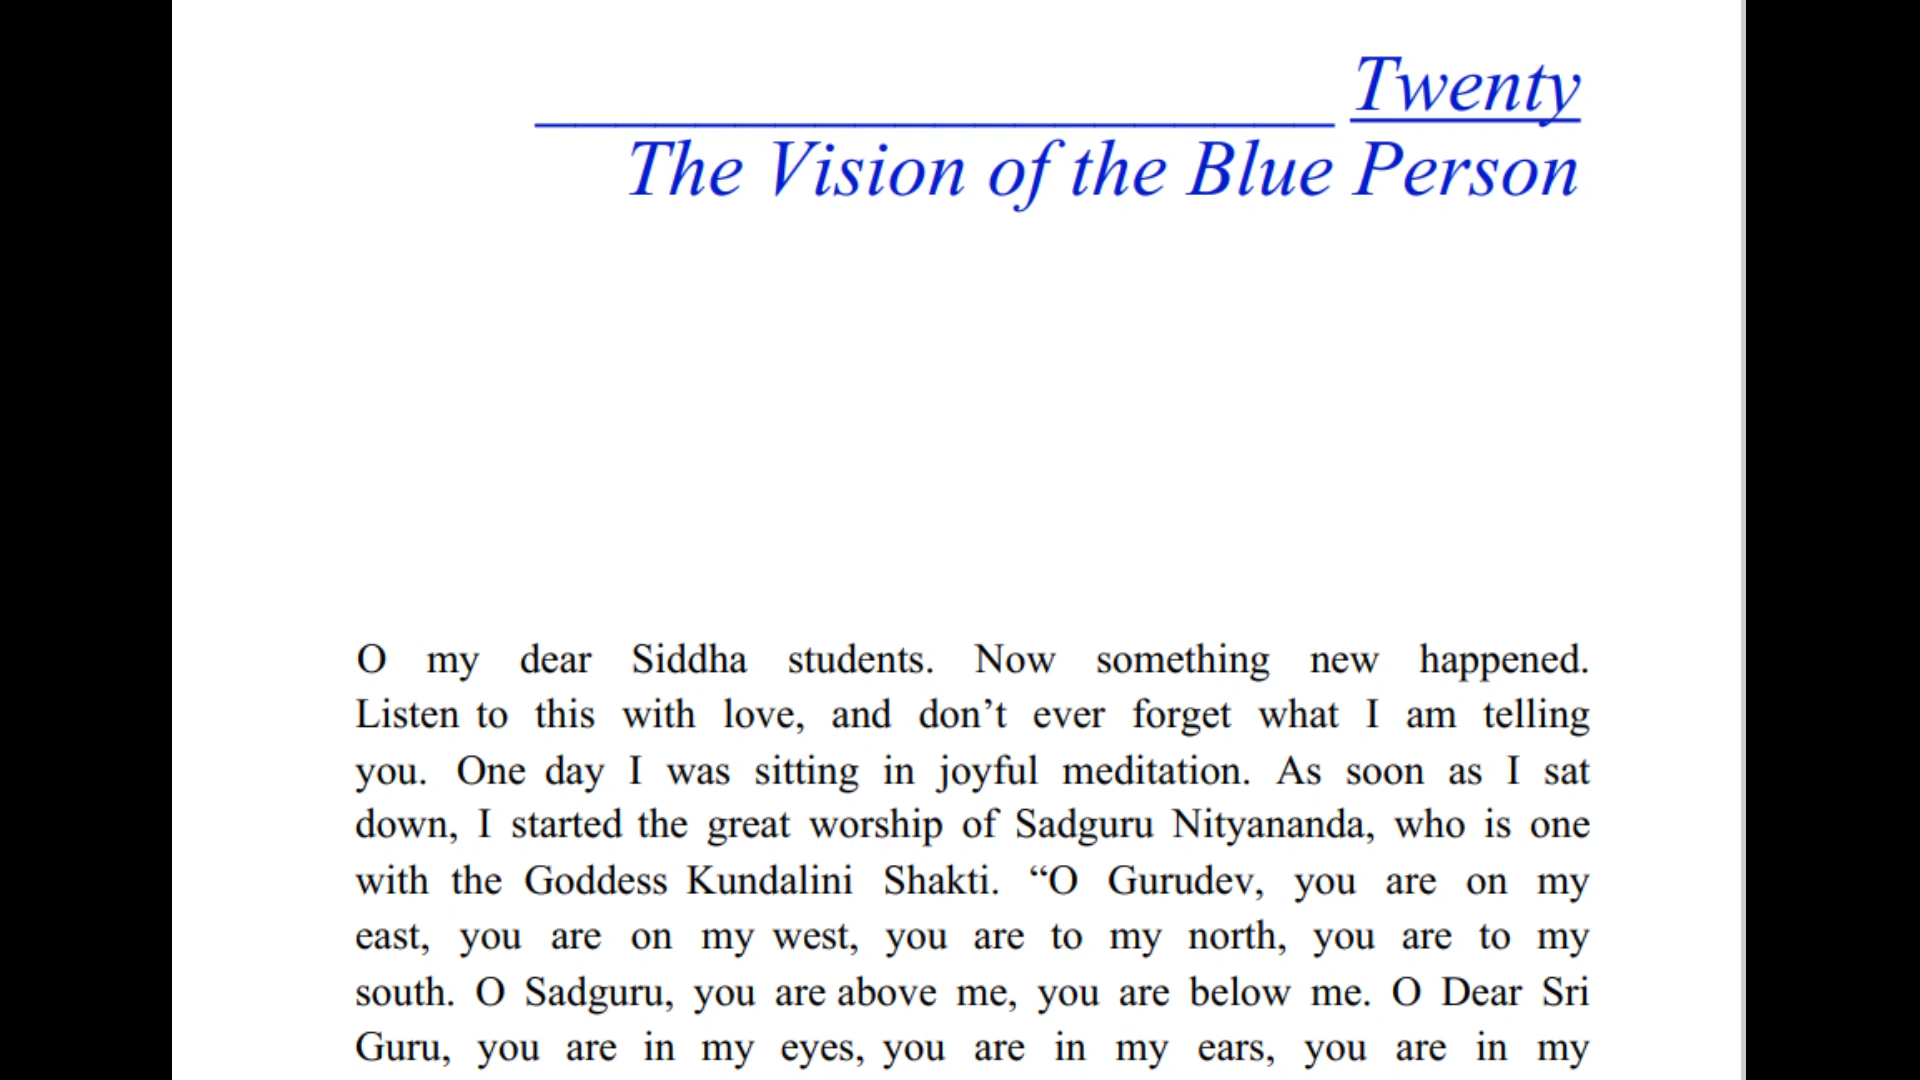 Twenty
The Vision of the Blue Person
O my dear Siddha students. Now something new happened.
Listen to this with love, and don’t ever forget what I am telling
you. One day I was sitting in joyful meditation. As soon as I sat
down, I started the great worship of Sadguru Nityananda, who is one
with the Goddess Kundalini Shakti. “O Gurudev, you are on my
east, you are on my west, you are to my north, you are to my
south. O Sadguru, you are above me, you are below me. O Dear Sri
Guru, you are in my eyes, you are in my ears, you are in my